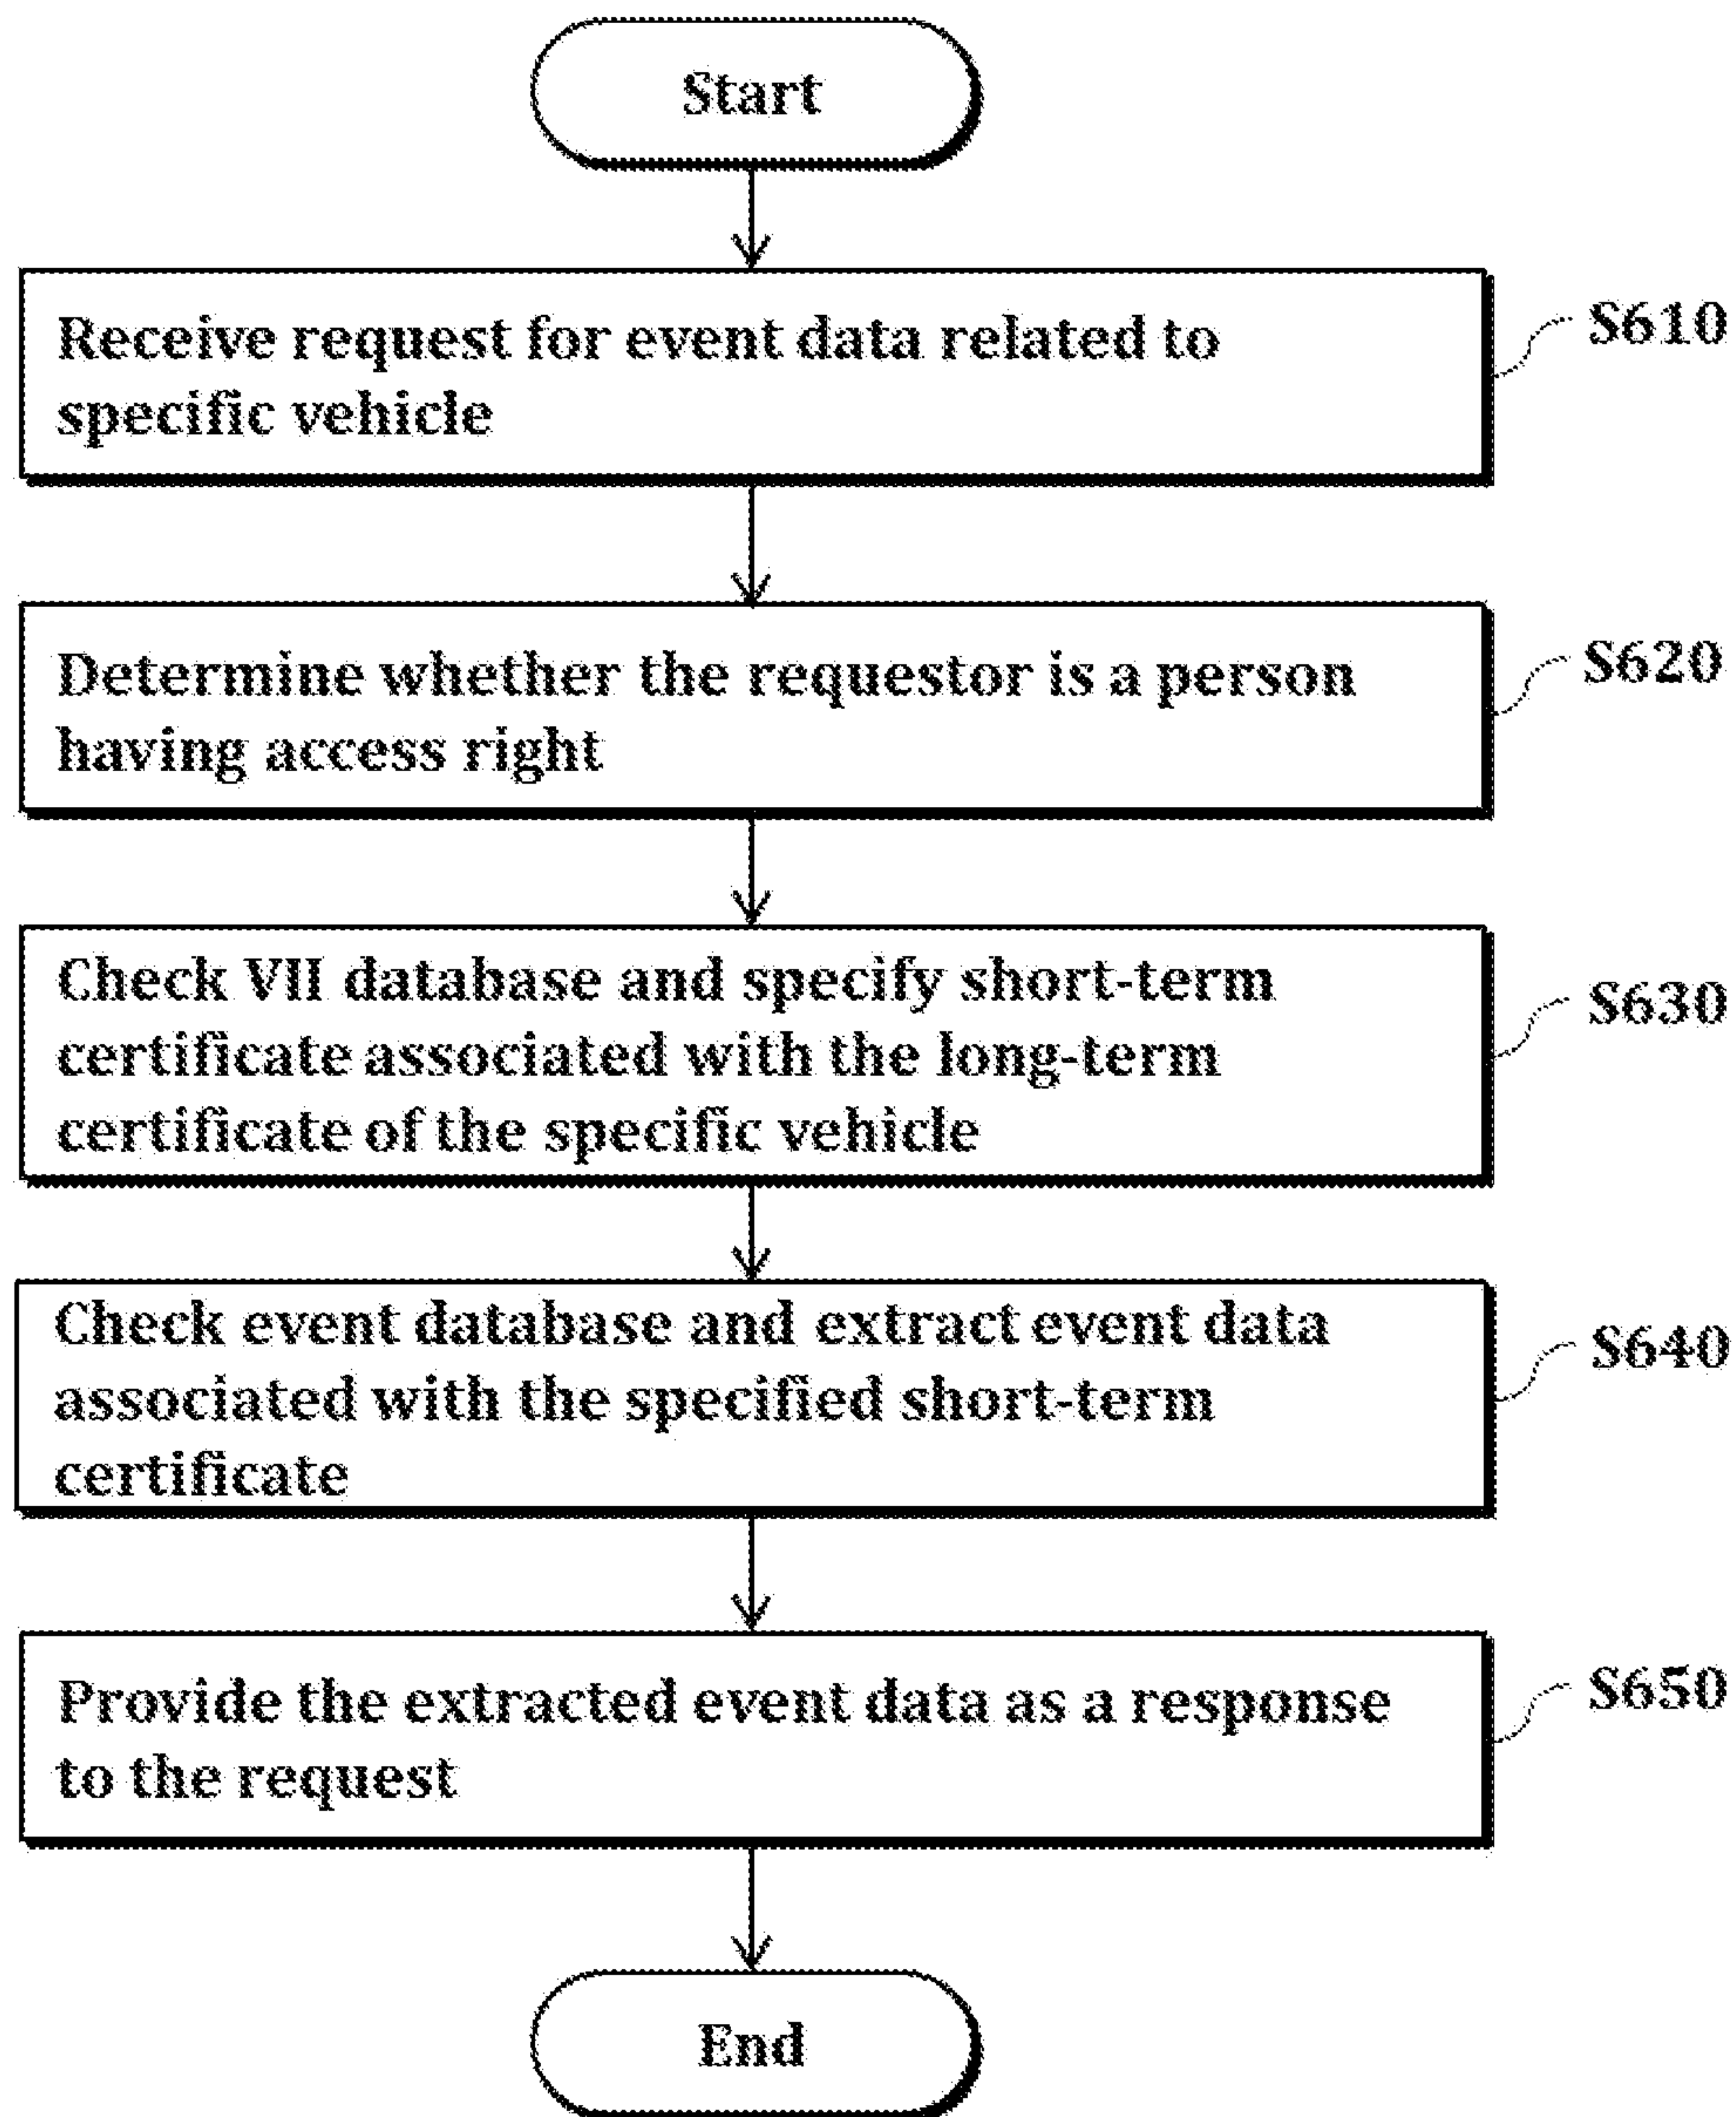 Start
Receive request for event data related to
specific vehicle
S610
Determine whether the requestor is a person
having access right
S620
Check VII database and specify short-term
certificate associated with the long-term
certificate of the specific vehicle
S630
Check event database and extract event data
associated with the specified short-term
certificate
S640
Provide the extracted event data as a response
to the request
S650
End